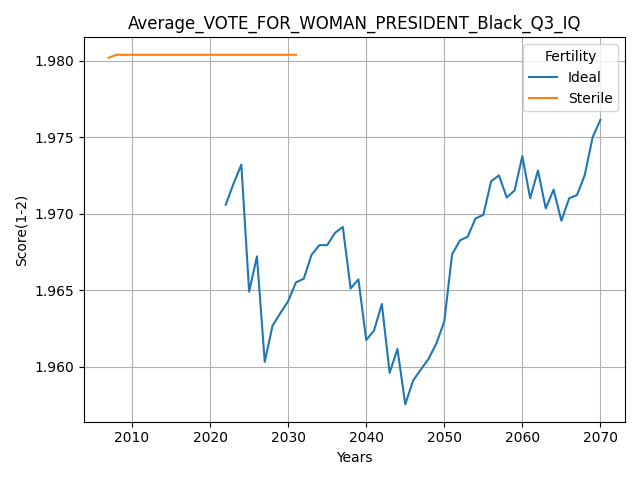 Average_VOTE_FOR_WOMAN_PRESIDENT_Black_Q3_IQ
Fertility
Ideal
Sterile
1.980
1.975
1.970
1.965
1.960
Score(1-2)
2010 2020 2030 2040 2050 2060 2070
Years